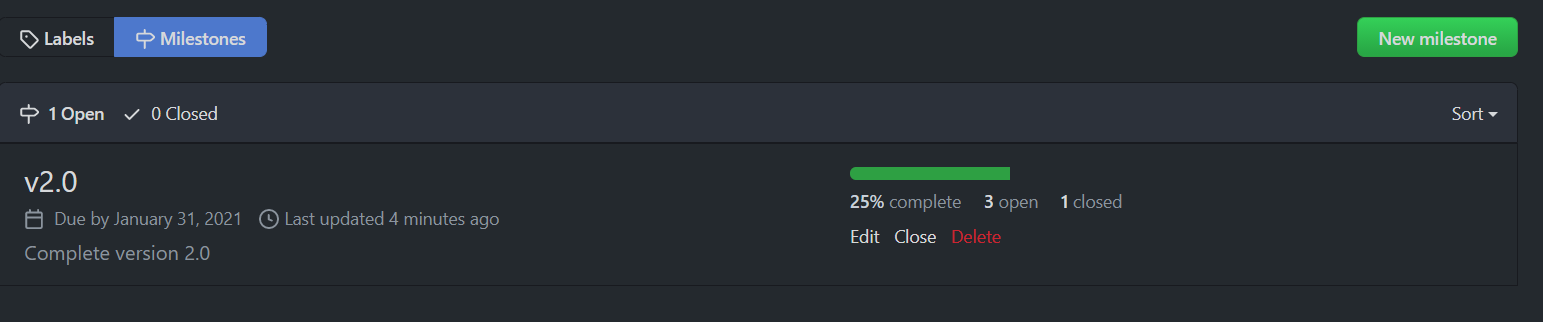 Labels Milestones New milestone
1 Open 0 Closed Sort
v2.0
Due by January 31, 2021 Last updated 4 minutes ago
Complete version 2.0
25% complete 3 open 1 closed
Edit Close Delete